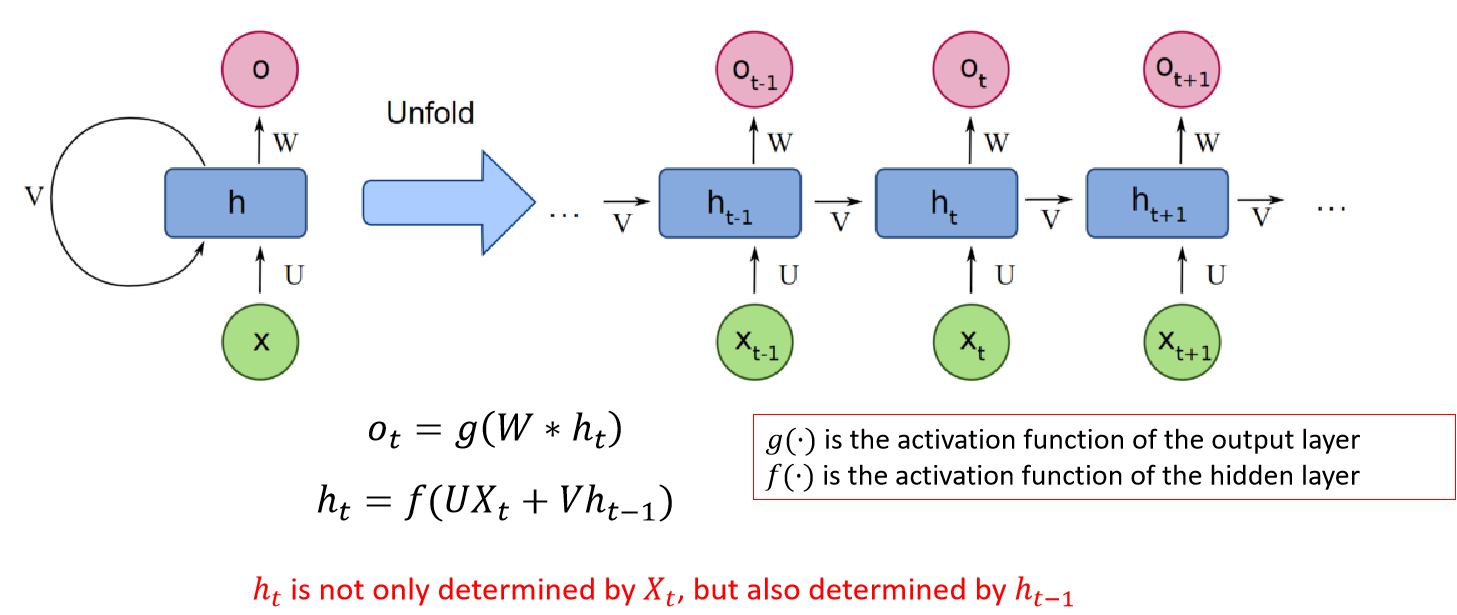 o
W
V
h
U
x
Unfold
...
V
o_{t-1}
W
h_{t-1}
U
x_{t-1}
V
o_t
W
h_t
U
x_t
V
o_{t+1}
W
h_{t+1}
U
x_{t+1}
V
...
o_t = g(W * h_t)
h_t = f(UX_t + Vh_{t-1})
g(·) is the activation function of the output layer
f(·) is the activation function of the hidden layer
h_t is not only determined by X_t, but also determined by h_{t-1}